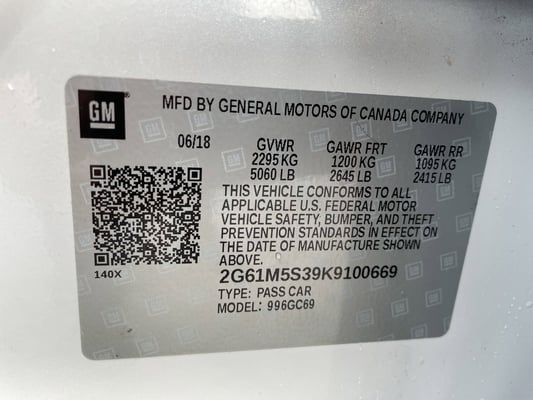 GM
MFD BY GENERAL MOTORS OF CANADA COMPANY
06/18 GVWR GAWR FRT GAWR RR
2295 KG 1200 KG 1095 KG
5060 LB 2645 LB 2415 LB
THIS VEHICLE CONFORMS TO ALL
APPLICABLE U.S. FEDERAL MOTOR
VEHICLE SAFETY, BUMPER, AND THEFT
PREVENTION STANDARDS IN EFFECT ON
THE DATE OF MANUFACTURE SHOWN
ABOVE.
140X
2G61M5S39K9100669
TYPE: PASS CAR
MODEL: 996GC69